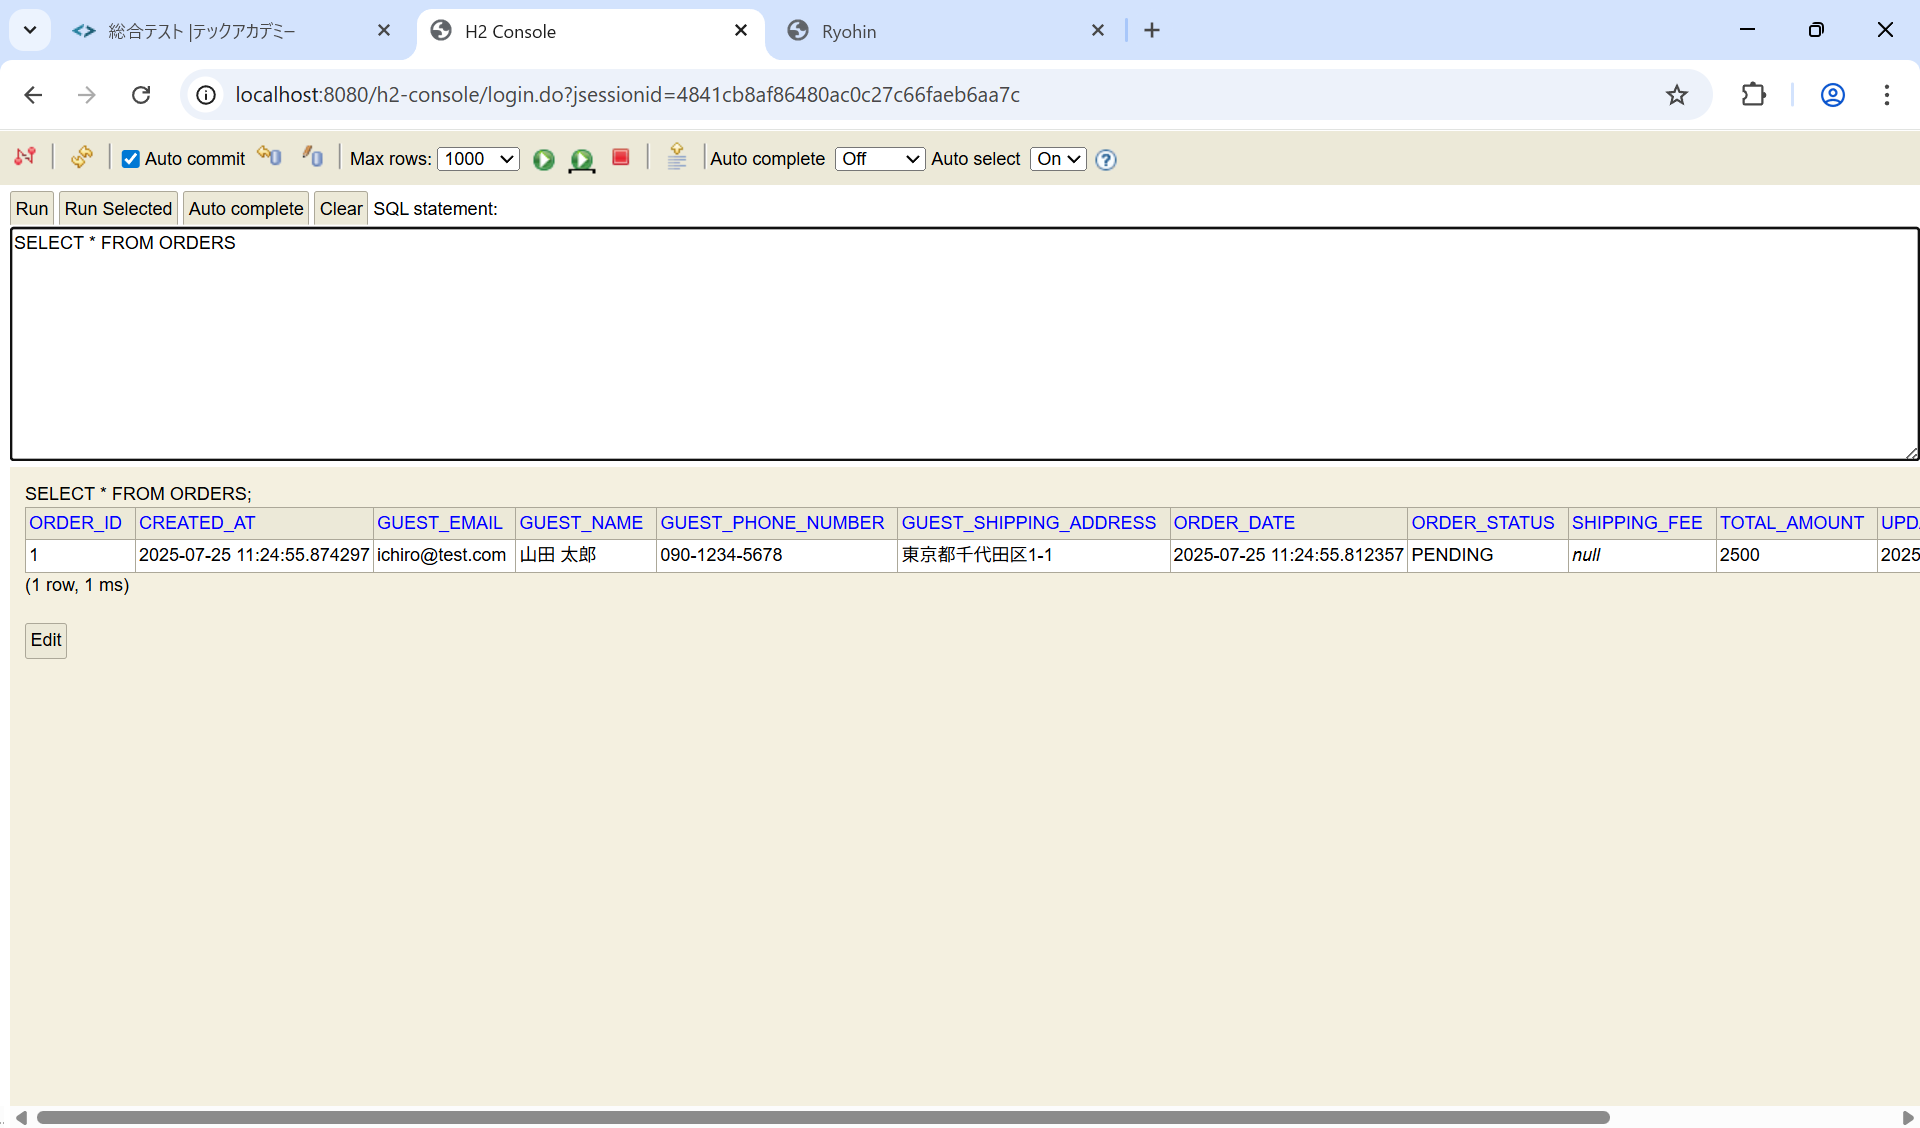 総合テスト |テックアカデミー
H2 Console
Ryohin
localhost:8080/h2-console/login.do?jsessionid=4841cb8af86480ac0c27c66faeb6aa7c
Auto commit Max rows: 1000 Auto complete Off Auto select On
Run Run Selected Auto complete Clear SQL statement:
SELECT * FROM ORDERS
SELECT * FROM ORDERS;
ORDER_ID CREATED_AT GUEST_EMAIL GUEST_NAME GUEST_PHONE_NUMBER GUEST_SHIPPING_ADDRESS ORDER_DATE ORDER_STATUS SHIPPING_FEE TOTAL_AMOUNT UPDA
1 2025-07-25 11:24:55.874297 ichiro@test.com 山田 太郎 090-1234-5678 東京都千代田区1-1 2025-07-25 11:24:55.812357 PENDING null 2500 2025
(1 row, 1 ms)
Edit